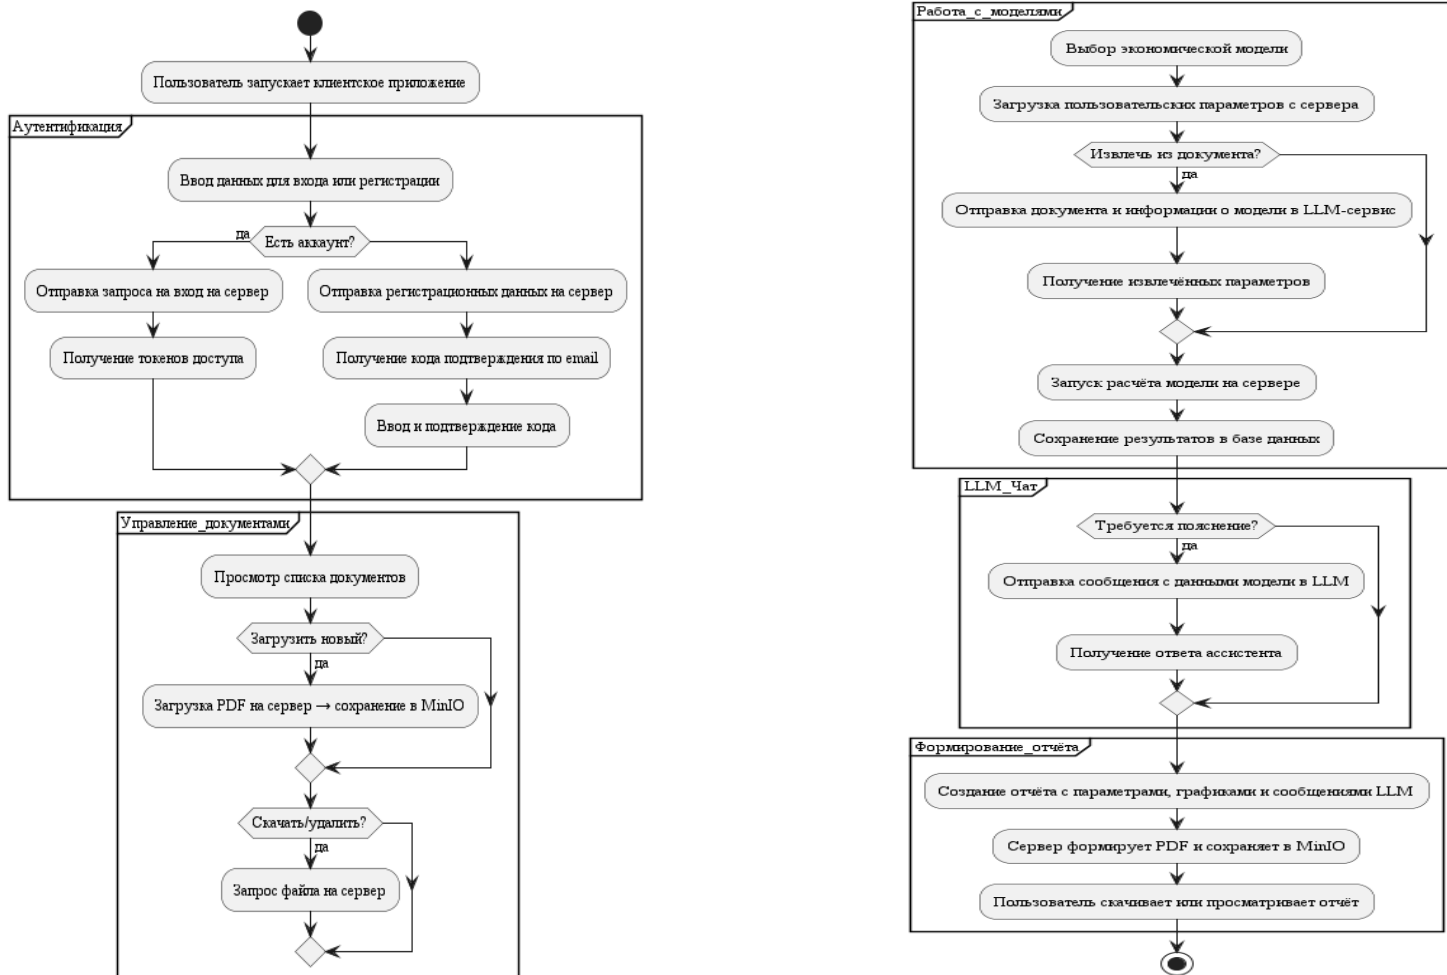 Пользователь запускает клиентское приложение
Аутентификация
Ввод данных для входа или регистрации
Есть аккаунт?
да
Отправка запроса на вход на сервер
Получение токенов доступа
Отправка регистрационных данных на сервер
Получение кода подтверждения по email
Ввод и подтверждение кода
Управление_документами
Просмотр списка документов
Загрузить новый?
да
Загрузка PDF на сервер → сохранение в MinIO
Скачать/удалить?
да
Запрос файла на сервер
Работа_с_моделями
Выбор экономической модели
Загрузка пользовательских параметров с сервера
Извлечь из документа?
да
Отправка документа и информации о модели в LLM-сервис
Получение извлечённых параметров
Запуск расчёта модели на сервере
Сохранение результатов в базе данных
LLM_Чат
Требуется пояснение?
да
Отправка сообщения с данными модели в LLM
Получение ответа ассистента
Формирование_отчёта
Создание отчёта с параметрами, графиками и сообщениями LLM
Сервер формирует PDF и сохраняет в MinIO
Пользователь скачивает или просматривает отчёт